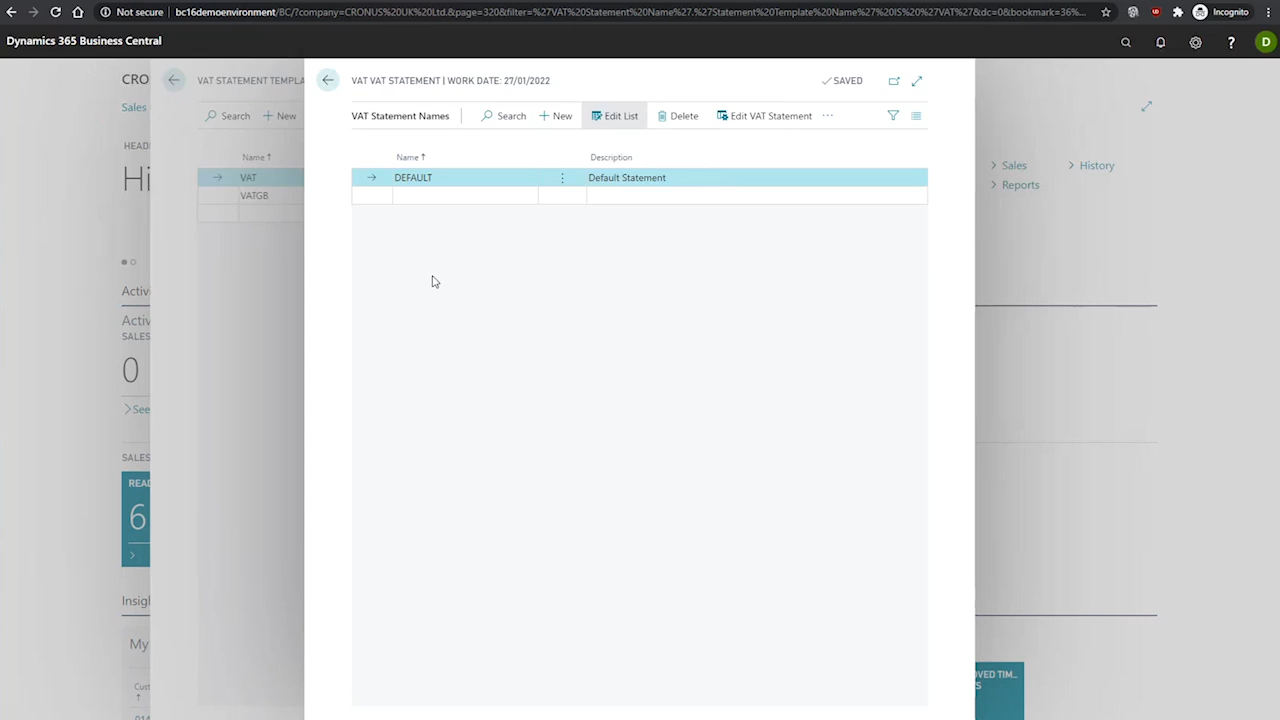 Not secure | bc16demoenvironment/BC/?company=CRONUS%20UK%20Ltd.&page=320&filter=%27VAT%20Statement%20Name%27.%27Statement%20Template%20Name%27%20IS%20%27VAT%27&dc=0&bookmark=36%... Incognito
Dynamics 365 Business Central
D
CRO
Sales
HEAD
Hi
Activi
Activ
SALES
0
See
SALES
READ
6
Insigh
My
Cust
VAT STATEMENT TEMPLA
Search
New
Name
VAT
VATGB
VAT VAT STATEMENT | WORK DATE: 27/01/2022
SAVED
VAT Statement Names
Search
New
Edit List
Delete
Edit VAT Statement
...
Name
Description
DEFAULT
Default Statement
Sales
History
Reports
OVED TIM...
S